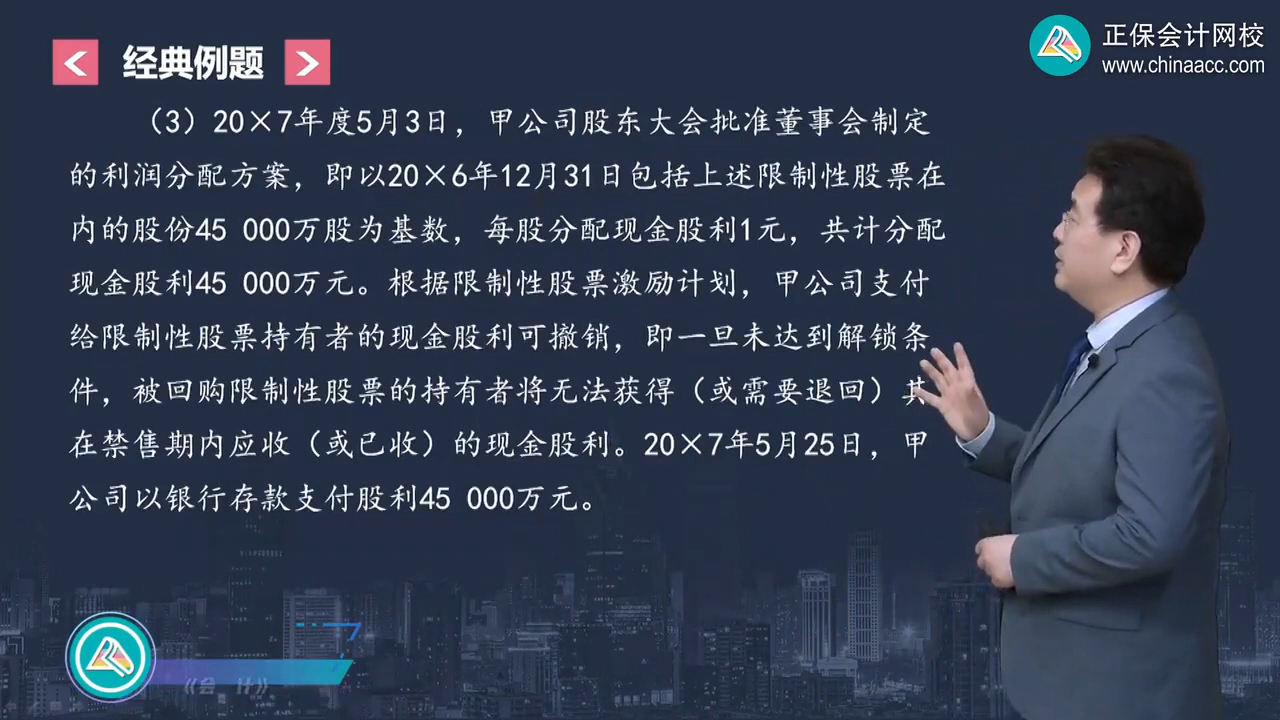 经典例题
正保会计网校
www.chinaacc.com
（3）20×7年度5月3日，甲公司股东大会批准董事会制定
的利润分配方案，即以20×6年12月31日包括上述限制性股票在
内的股份45 000万股为基数，每股分配现金股利1元，共计分配
现金股利45 000万元。根据限制性股票激励计划，甲公司支付
给限制性股票持有者的现金股利可撤销，即一旦未达到解锁条
件，被回购限制性股票的持有者将无法获得（或需要退回）其
在禁售期内应收（或已收）的现金股利。20×7年5月25日，甲
公司以银行存款支付股利45 000万元。
《会 计》